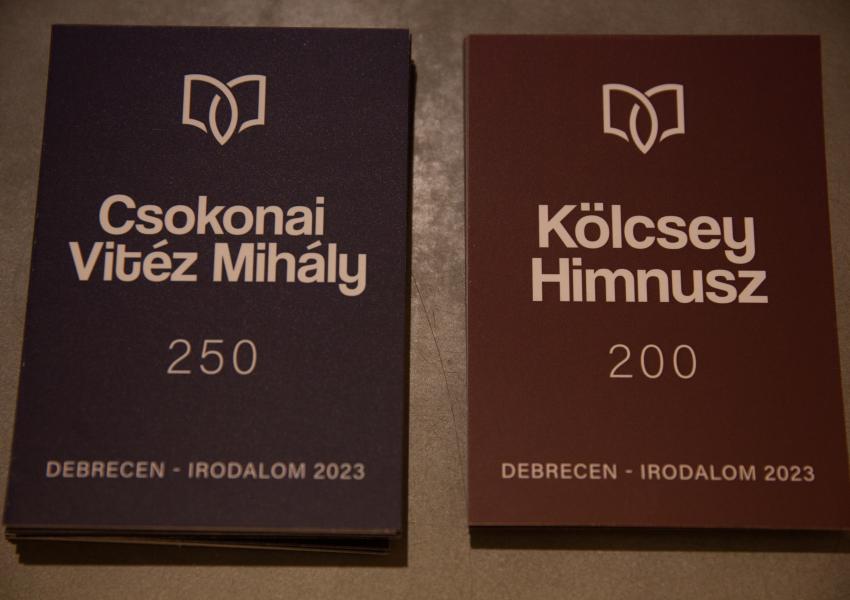 Csokonai
Vitéz Mihály
250
DEBRECEN - IRODALOM 2023
Kölcsey
Himnusz
200
DEBRECEN - IRODALOM 2023